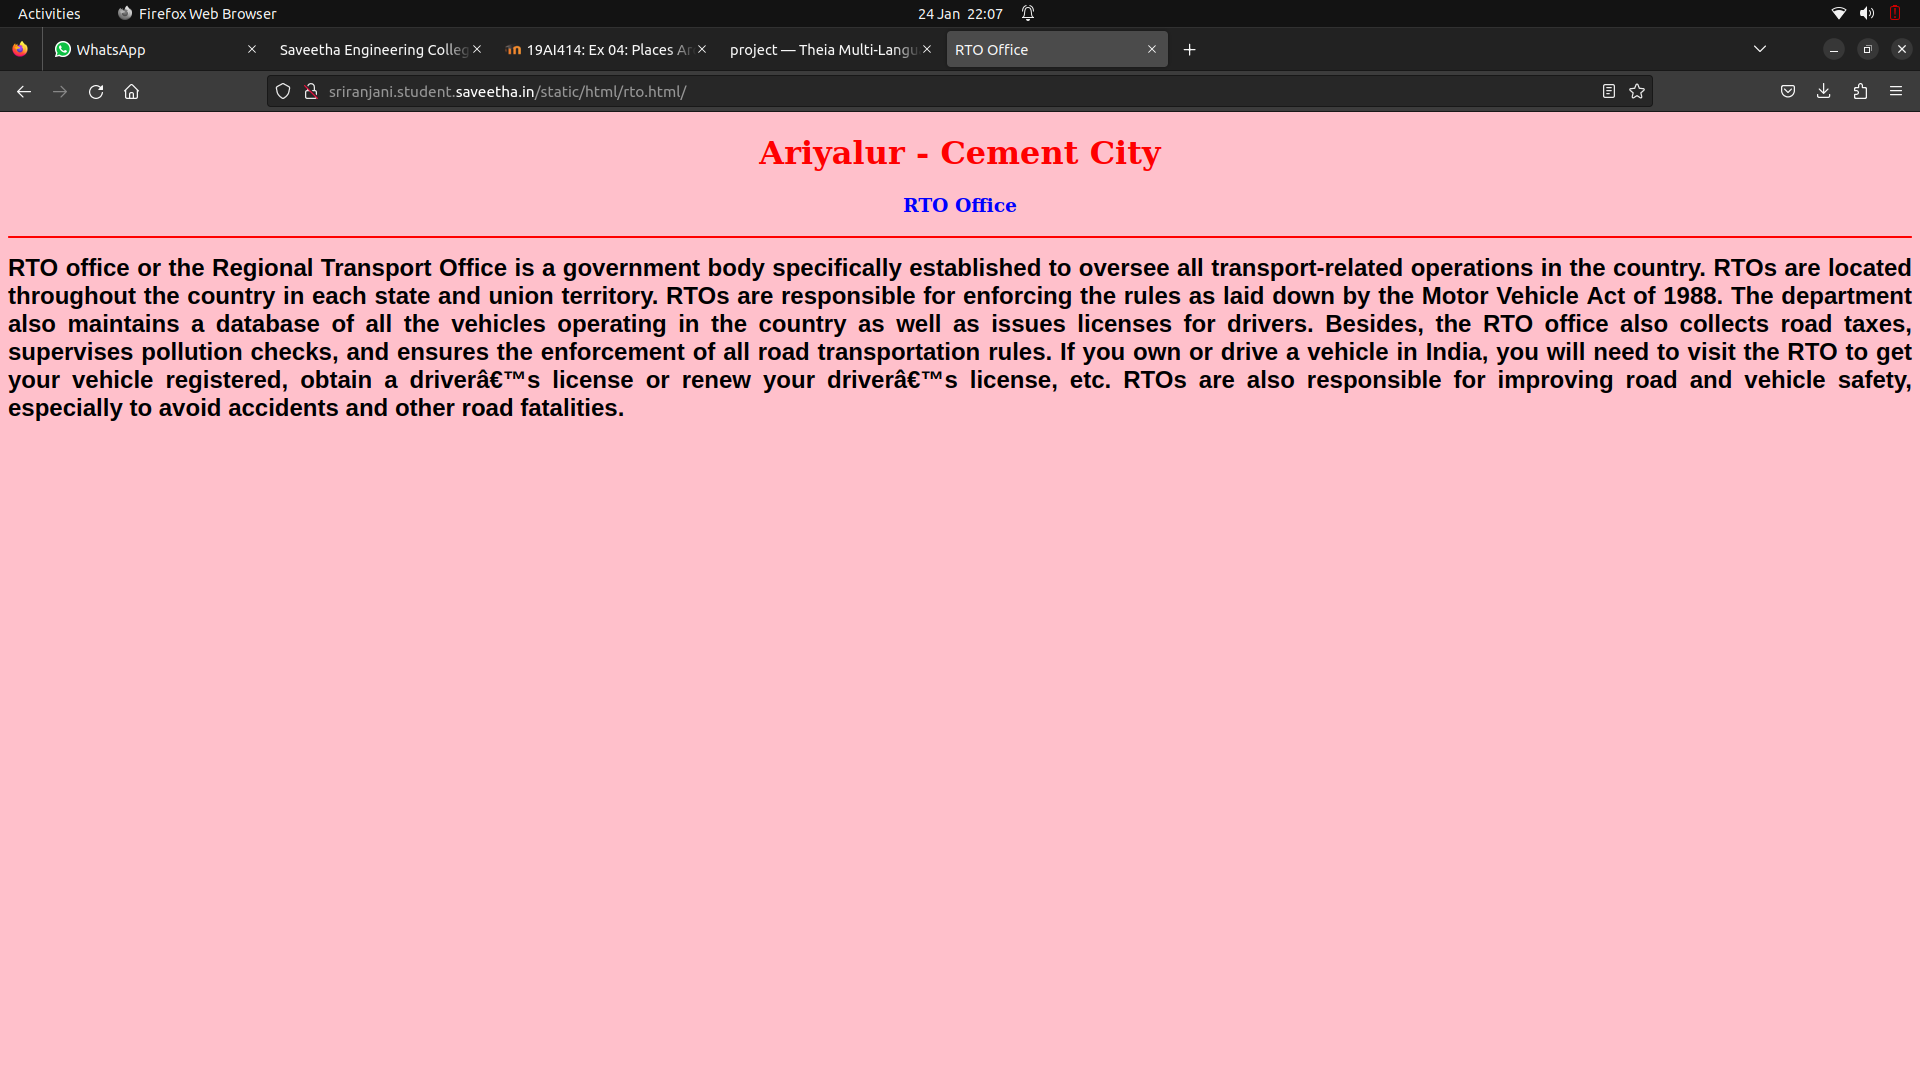 Activities Firefox Web Browser 24 Jan 22:07
WhatsApp Saveetha Engineering Colleg 19AI414: Ex 04: Places Ar project — Theia Multi-Langu RTO Office
sriranjani.student.saveetha.in/static/html/rto.html/
Ariyalur - Cement City
RTO Office
RTO office or the Regional Transport Office is a government body specifically established to oversee all transport-related operations in the country. RTOs are located
throughout the country in each state and union territory. RTOs are responsible for enforcing the rules as laid down by the Motor Vehicle Act of 1988. The department
also maintains a database of all the vehicles operating in the country as well as issues licenses for drivers. Besides, the RTO office also collects road taxes,
supervises pollution checks, and ensures the enforcement of all road transportation rules. If you own or drive a vehicle in India, you will need to visit the RTO to get
your vehicle registered, obtain a driverâ€™s license or renew your driverâ€™s license, etc. RTOs are also responsible for improving road and vehicle safety,
especially to avoid accidents and other road fatalities.